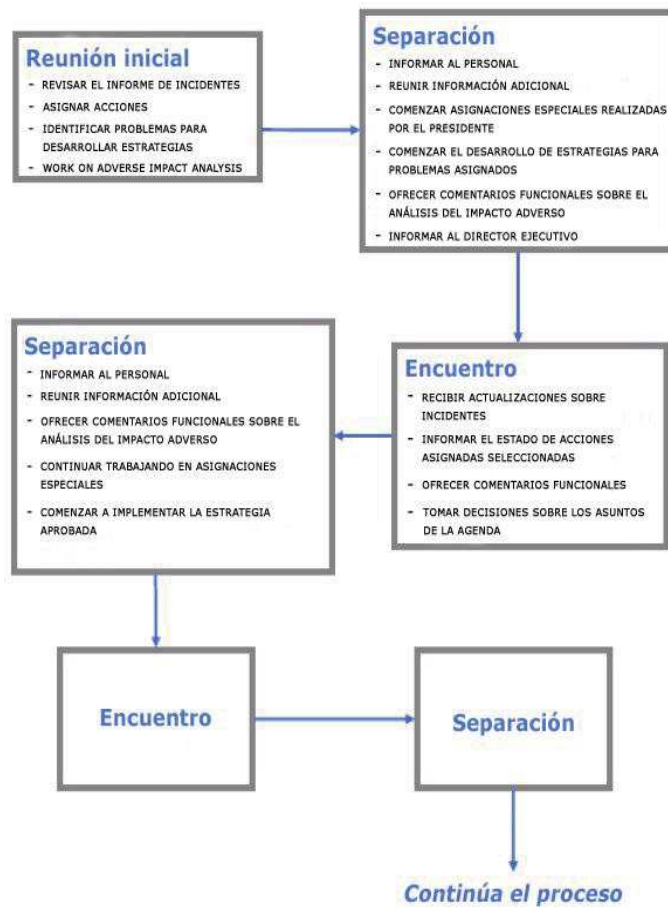 Reunión inicial
- REVISAR EL INFORME DE INCIDENTES
- ASIGNAR ACCIONES
- IDENTIFICAR PROBLEMAS PARA
DESARROLLAR ESTRATEGIAS
- WORK ON ADVERSE IMPACT ANALYSIS
Separación
- INFORMAR AL PERSONAL
- REUNIR INFORMACIÓN ADICIONAL
- COMENZAR ASIGNACIONES ESPECIALES REALIZADAS
POR EL PRESIDENTE
- COMENZAR EL DESARROLLO DE ESTRATEGIAS PARA
PROBLEMAS ASIGNADOS
- OFRECER COMENTARIOS FUNCIONALES SOBRE EL
ANÁLISIS DEL IMPACTO ADVERSO
- INFORMAR AL DIRECTOR EJECUTIVO
Encuentro
- RECIBIR ACTUALIZACIONES SOBRE
INCIDENTES
- INFORMAR EL ESTADO DE ACCIONES
ASIGNADAS SELECCIONADAS
- OFRECER COMENTARIOS FUNCIONALES
- TOMAR DECISIONES SOBRE LOS ASUNTOS
DE LA AGENDA
Separación
- INFORMAR AL PERSONAL
- REUNIR INFORMACIÓN ADICIONAL
- OFRECER COMENTARIOS FUNCIONALES SOBRE EL
ANÁLISIS DEL IMPACTO ADVERSO
- CONTINUAR TRABAJANDO EN ASIGNACIONES
ESPECIALES
- COMENZAR A IMPLEMENTAR LA ESTRATEGIA
APROBADA
Encuentro
Separación
Continúa el proceso